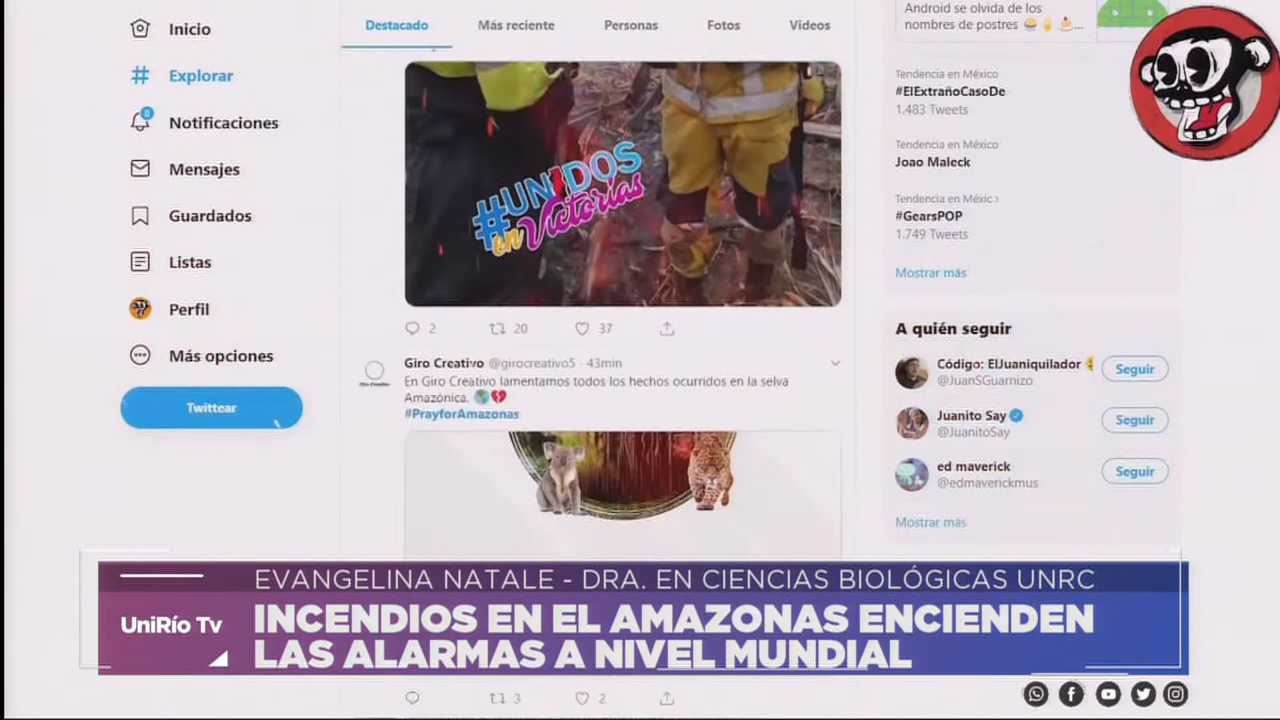 Inicio
Explorar
6
Notificaciones
Mensajes
Guardados
Listas
Perfil
Más opciones
Twittear
Destacado
Más reciente
Personas
Fotos
Videos
#UNIDOS
en Victorias
2
20
37
Giro Creativo @girocreativo5 · 43min
En Giro Creativo lamentamos todos los hechos ocurridos en la selva
Amazónica. 🌎💔
#PrayforAmazonas
3
2
Android se olvida de los
nombres de postres
Tendencia en México
#ElExtrañoCasoDe
1.483 Tweets
Tendencia en México
Joao Maleck
Tendencia en México
#GearsPOP
1.749 Tweets
Mostrar más
A quién seguir
Código: ElJuaniquilador
@JuanSGuarnizo
Seguir
Juanito Say
@JuanitoSay
Seguir
ed maverick
@edmaverickmus
Seguir
Mostrar más
UniRío Tv
EVANGELINA NATALE - DRA. EN CIENCIAS BIOLÓGICAS UNRC
INCENDIOS EN EL AMAZONAS ENCIENDEN
LAS ALARMAS A NIVEL MUNDIAL